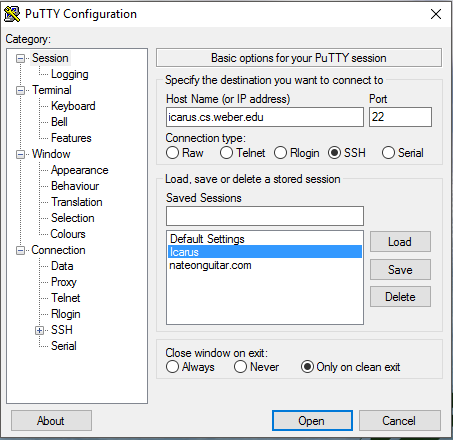 PuTTY Configuration
Category:
Session
Logging
Terminal
Keyboard
Bell
Features
Window
Appearance
Behaviour
Translation
Selection
Colours
Connection
Data
Proxy
Telnet
Rlogin
SSH
Serial
Basic options for your PuTTY session
Specify the destination you want to connect to
Host Name (or IP address) Port
icarus.cs.weber.edu 22
Connection type:
Raw Telnet Rlogin SSH Serial
Load, save or delete a stored session
Saved Sessions
Default Settings
Icarus
nateonguitar.com
Load
Save
Delete
Close window on exit:
Always Never Only on clean exit
About Open Cancel